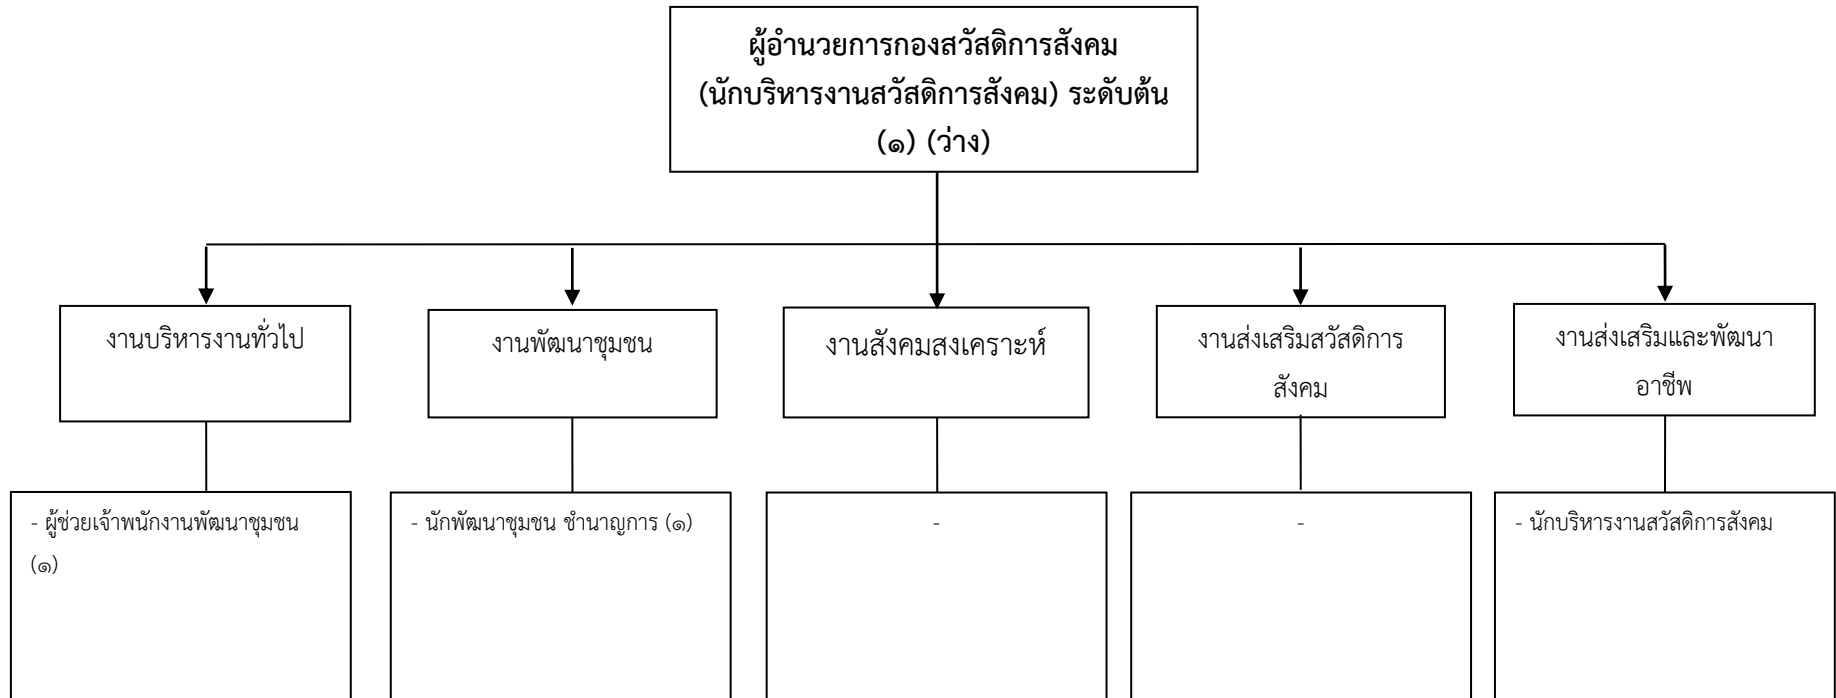 ผู้อำนวยการกองสวัสดิการสังคม
(นักบริหารงานสวัสดิการสังคม) ระดับต้น
(๑) (ว่าง)
งานบริหารงานทั่วไป
งานพัฒนาชุมชน
งานสังคมสงเคราะห์
งานส่งเสริมสวัสดิการ
สังคม
งานส่งเสริมและพัฒนา
อาชีพ
- ผู้ช่วยเจ้าพนักงานพัฒนาชุมชน
(๑)
- นักพัฒนาชุมชน ชำนาญการ (๑)
-
-
- นักบริหารงานสวัสดิการสังคม